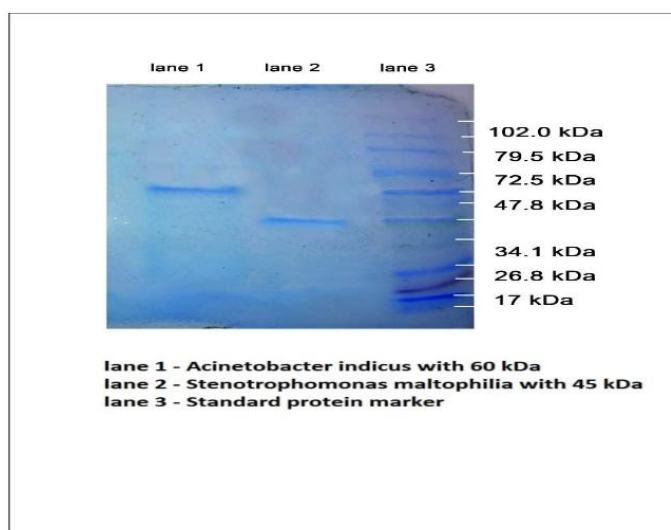 lane 1 lane 2 lane 3
102.0 kDa
79.5 kDa
72.5 kDa
47.8 kDa
34.1 kDa
26.8 kDa
17 kDa
lane 1 - Acinetobacter indicus with 60 kDa
lane 2 - Stenotrophomonas maltophilia with 45 kDa
lane 3 - Standard protein marker